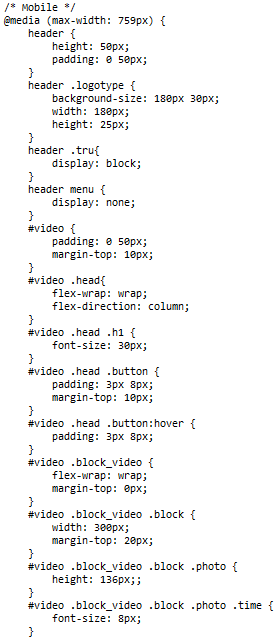 /* Mobile */
@media (max-width: 759px) {
    header {
        height: 50px;
        padding: 0 50px;
    }
    header .logotype {
        background-size: 180px 30px;
        width: 180px;
        height: 25px;
    }
    header .tru{
        display: block;
    }
    header menu {
        display: none;
    }
    #video {
        padding: 0 50px;
        margin-top: 10px;
    }
    #video .head{
        flex-wrap: wrap;
        flex-direction: column;
    }
    #video .head .h1 {
        font-size: 30px;
    }
    #video .head .button {
        padding: 3px 8px;
        margin-top: 10px;
    }
    #video .head .button:hover {
        padding: 3px 8px;
    }
    #video .block_video {
        flex-wrap: wrap;
        margin-top: 0px;
    }
    #video .block_video .block {
        width: 300px;
        margin-top: 20px;
    }
    #video .block_video .block .photo {
        height: 136px;;
    }
    #video .block_video .block .photo .time {
        font-size: 8px;
    }